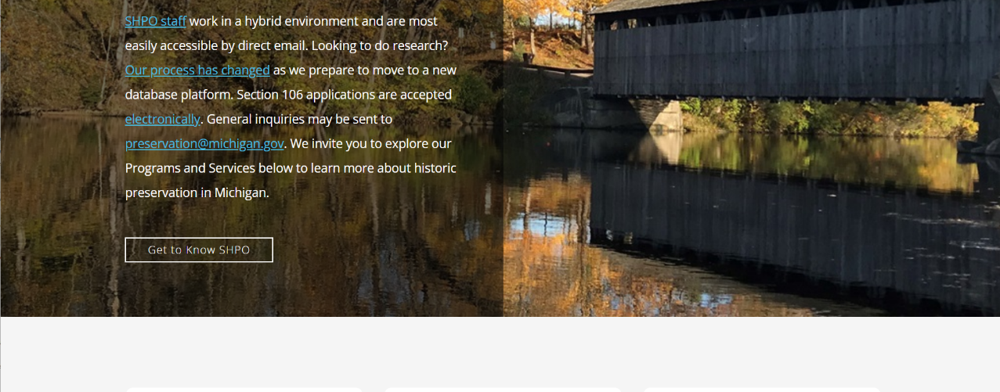 SHPO staff work in a hybrid environment and are most
easily accessible by direct email. Looking to do research?
Our process has changed as we prepare to move to a new
database platform. Section 106 applications are accepted
electronically. General inquiries may be sent to
preservation@michigan.gov. We invite you to explore our
Programs and Services below to learn more about historic
preservation in Michigan.
Get to Know SHPO